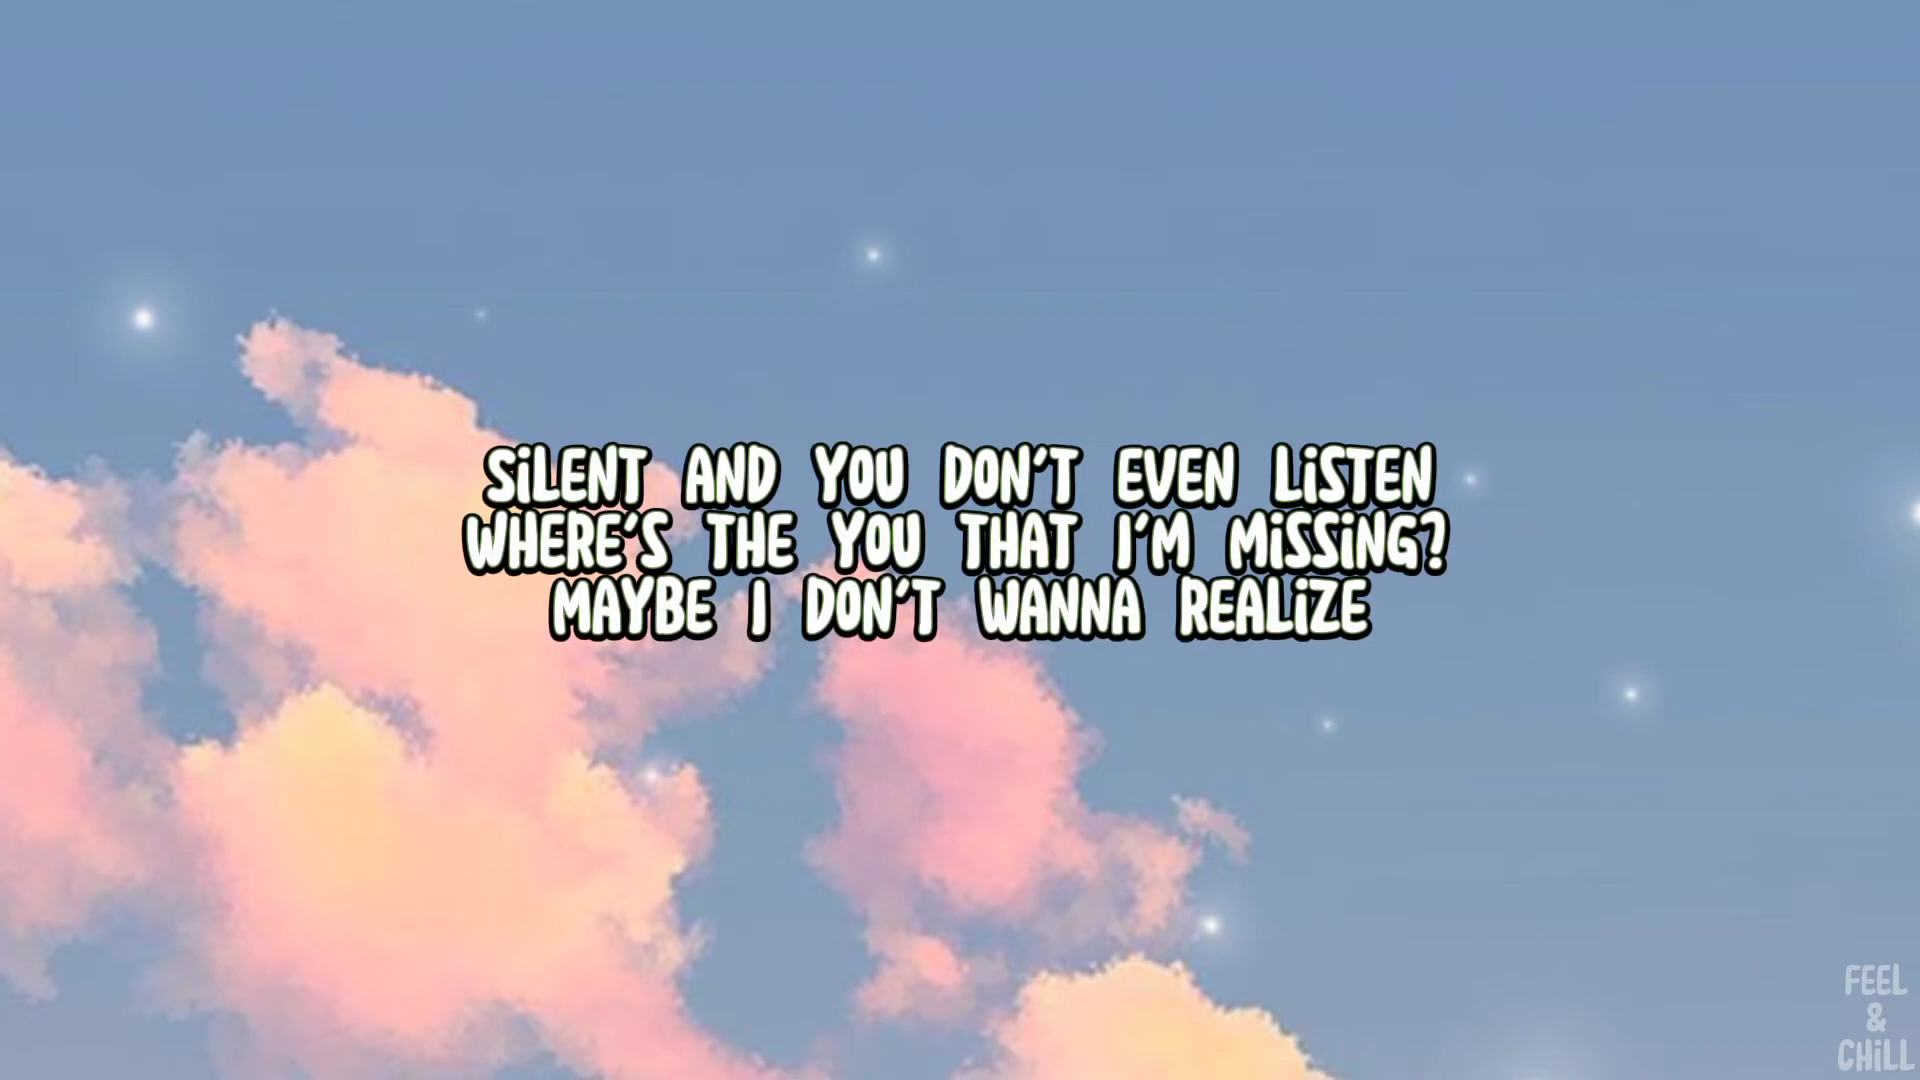 SiLENT AND YOU DON'T EVEN LiSTEN
WHERE'S THE YOU THAT I'M MiSSiNG?
MAYBE I DON'T WANNA REALiZE
FEEL
&
CHiLL